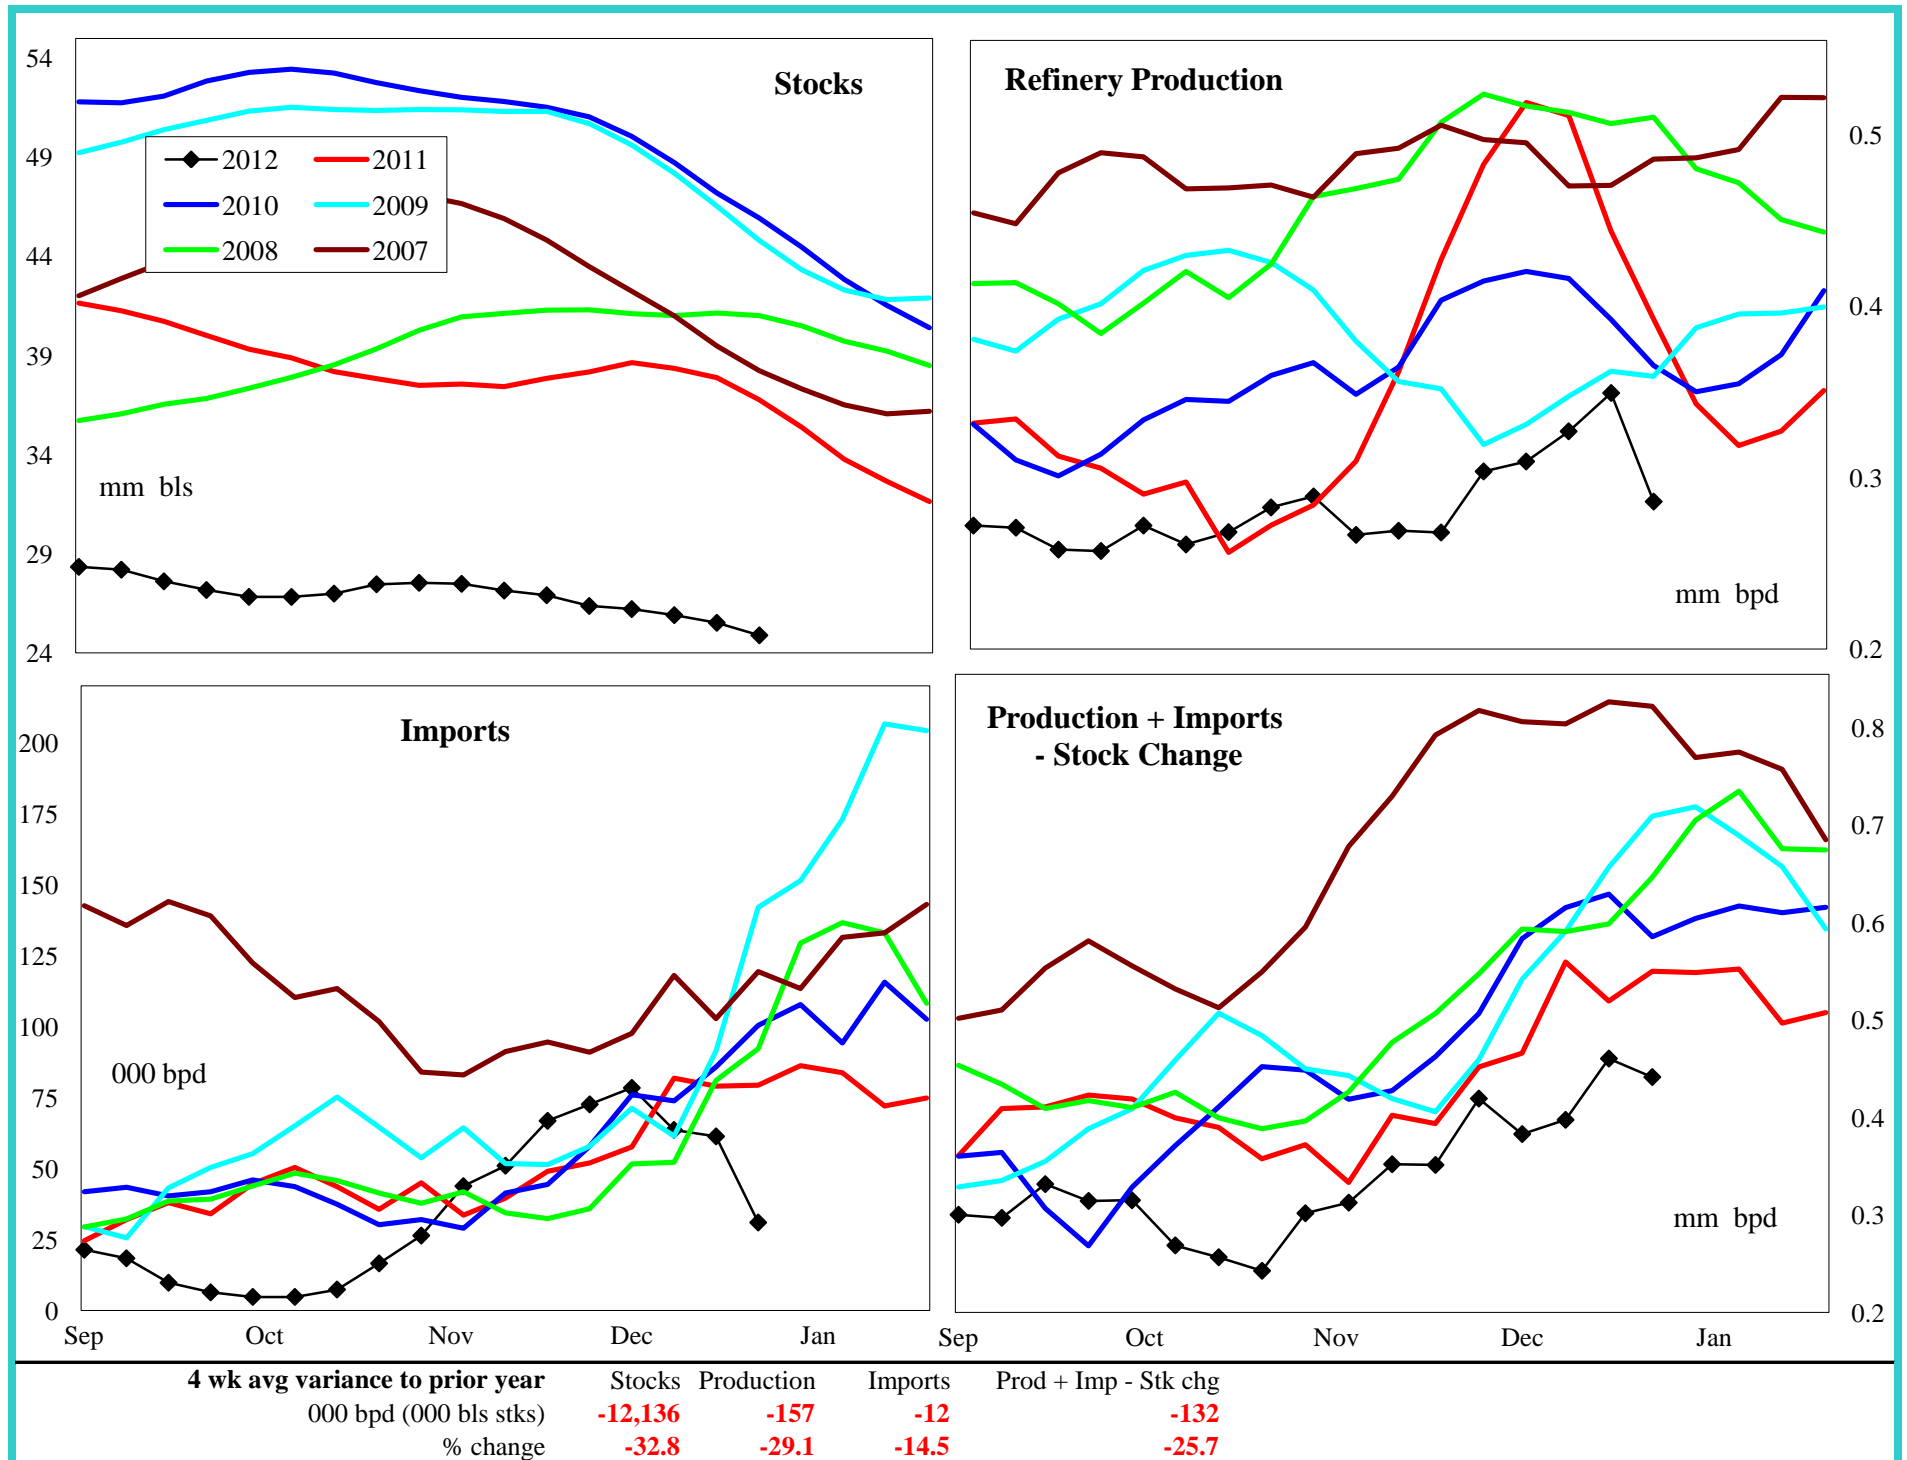 54
49
44
39
34
29
24
Stocks
2012
2011
2010
2009
2008
2007
mm bls
Refinery Production
0.5
0.4
0.3
0.2
mm bpd
200
175
150
125
100
75
50
25
0
Imports
000 bpd
Sep Oct Nov Dec Jan
Production + Imports
- Stock Change
0.8
0.7
0.6
0.5
0.4
0.3
0.2
mm bpd
Sep Oct Nov Dec Jan
4 wk avg variance to prior year Stocks Production Imports Prod + Imp - Stk chg
000 bpd (000 bls stks) -12,136 -157 -12 -132
% change -32.8 -29.1 -14.5 -25.7